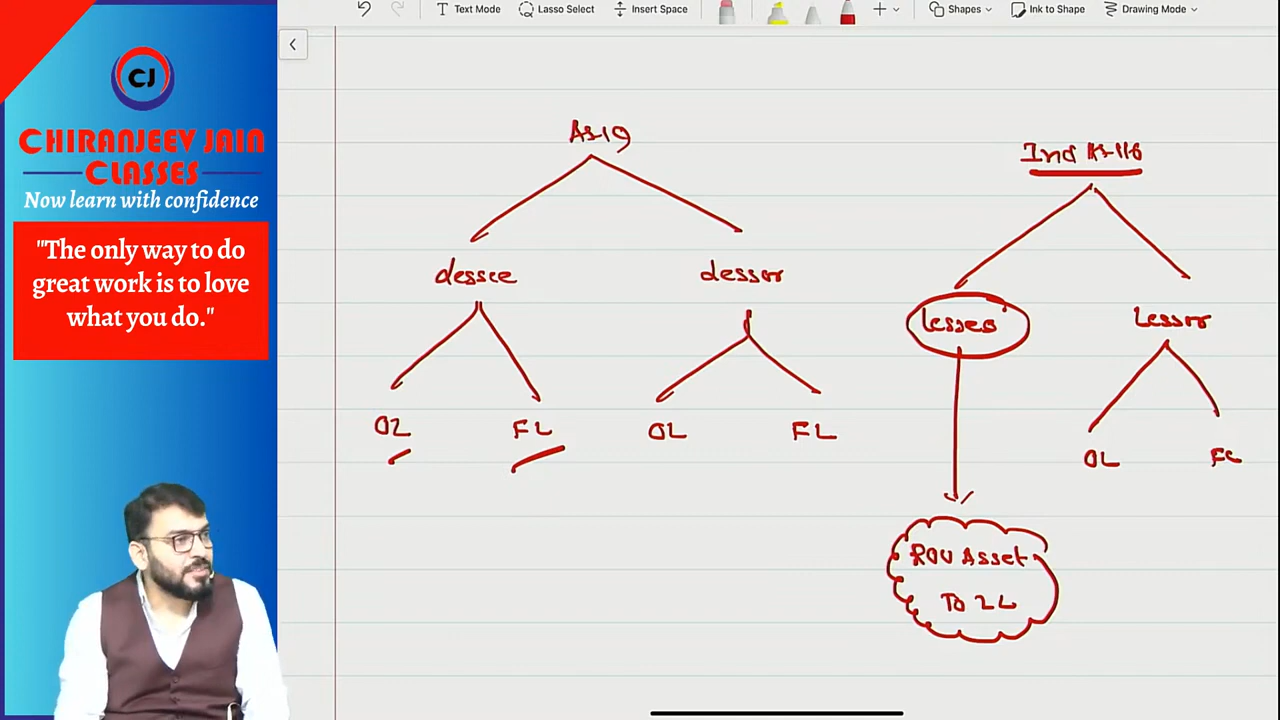 Text Mode
Lasso Select
Insert Space
Shapes
Ink to Shape
Drawing Mode
CJ
CHIRANJEEV JAIN
CLASSES
Now learn with confidence
"The only way to do
great work is to love
what you do."
AS-19
Lessee
Lessor
OL
FL
OL
FL
Ind AS-116
Lessee
Lessor
OL
FL
ROU Asset
To LL